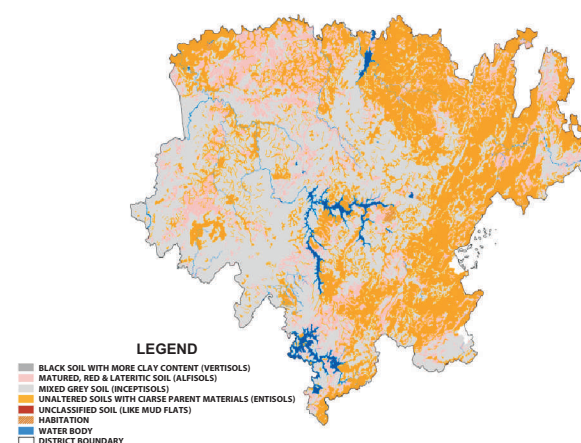 LEGEND
BLACK SOIL WITH MORE CLAY CONTENT (VERTISOLS)
MATURED, RED & LATERITIC SOIL (ALFISOLS)
MIXED GREY SOIL (INCEPTISOLS)
UNALTERED SOILS WITH CIARSE PARENT MATERIALS (ENTISOLS)
UNCLASSIFIED SOIL (LIKE MUD FLATS)
HABITATION
WATER BODY
DISTRICT BOUNDARY